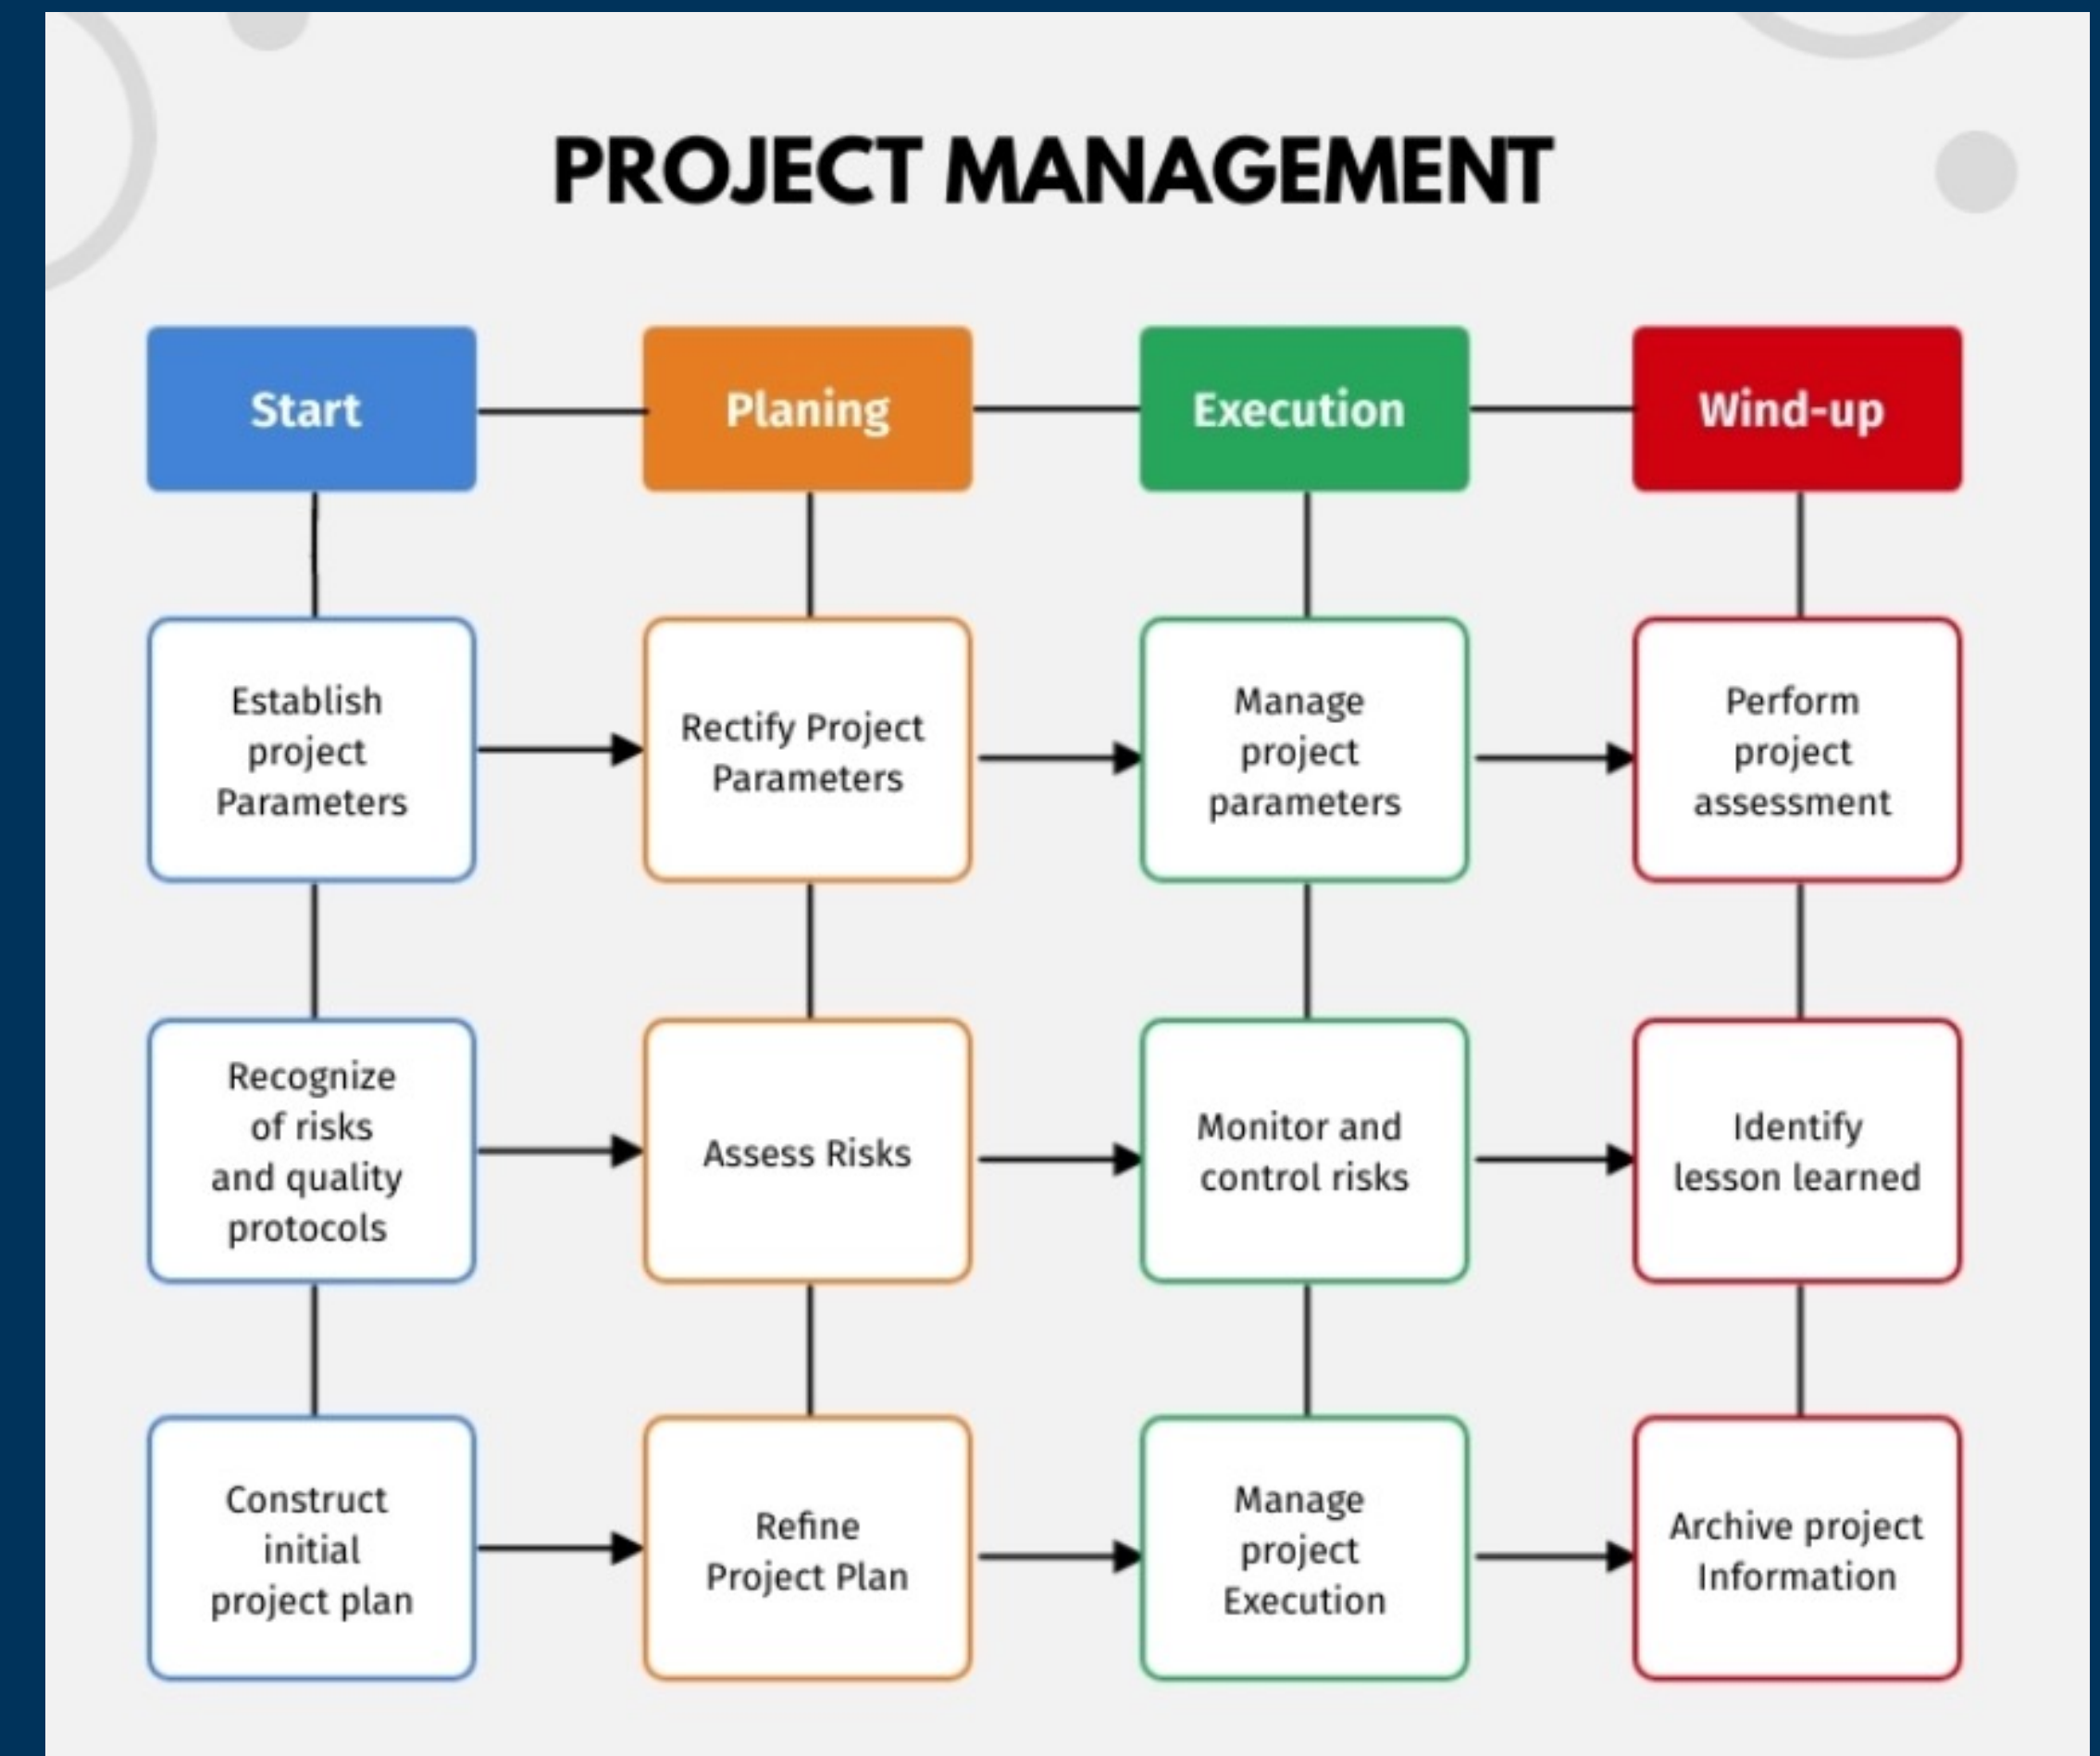 PROJECT MANAGEMENT
Start
Planing
Execution
Wind-up
Establish
project
Parameters
Rectify Project
Parameters
Manage
project
parameters
Perform
project
assessment
Recognize
of risks
and quality
protocols
Assess Risks
Monitor and
control risks
Identify
lesson learned
Construct
initial
project plan
Refine
Project Plan
Manage
project
Execution
Archive project
Information